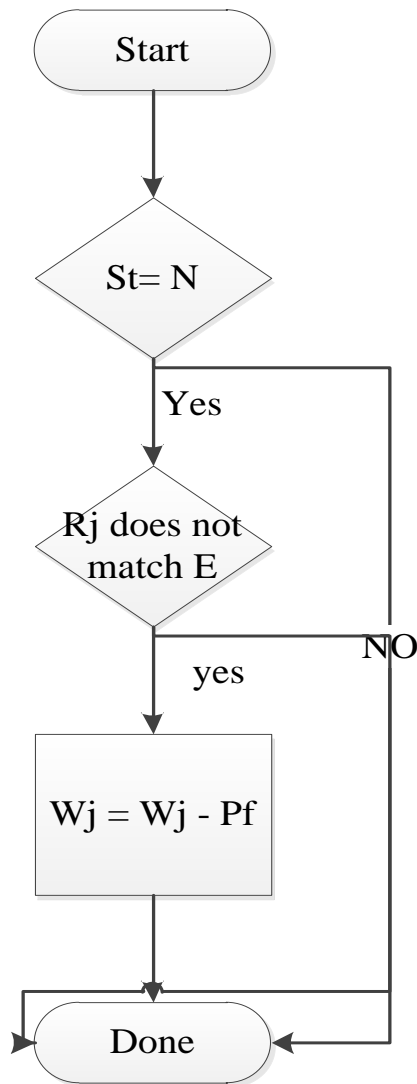 Start
St= N
Yes
Rj does not
match E
NO
yes
Wj = Wj - Pf
Done